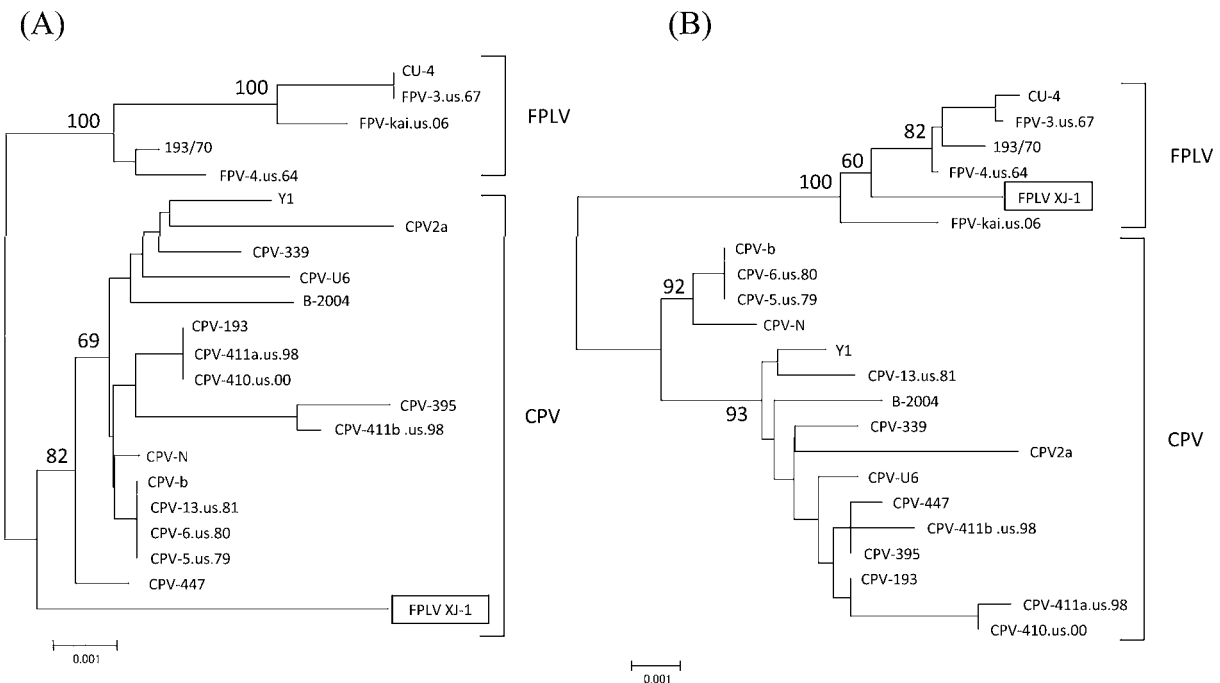 (A)
CU-4
100
FPV-3.us.67
FPV-kai.us.06
100
193/70
FPV-4.us.64
FPLV
Y1
CPV2a
CPV-339
CPV-U6
B-2004
CPV-193
69
CPV-411a.us.98
CPV-410.us.00
CPV-395
CPV-411b .us.98
CPV-N
82
CPV-b
CPV-13.us.81
CPV-6.us.80
CPV-5.us.79
CPV-447
FPLV XJ-1
CPV
0.001
(B)
CU-4
FPV-3.us.67
82
193/70
60
FPV-4.us.64
100
FPLV XJ-1
FPV-kai.us.06
FPLV
CPV-b
CPV-6.us.80
92
CPV-5.us.79
CPV-N
Y1
CPV-13.us.81
93
B-2004
CPV-339
CPV2a
CPV-U6
CPV-447
CPV-411b .us.98
CPV-395
CPV-193
CPV-411a.us.98
CPV-410.us.00
CPV
0.001